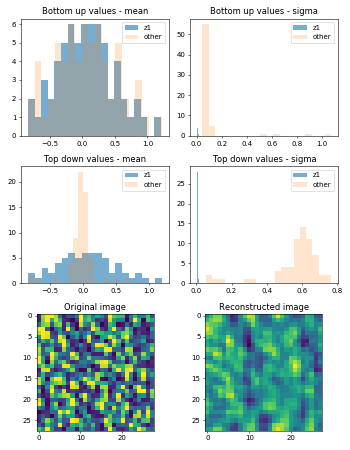 Bottom up values - mean
z1
other
6
5
4
3
2
1
0
−0.5 0.0 0.5 1.0
Bottom up values - sigma
z1
other
50
40
30
20
10
0
0.0 0.2 0.4 0.6 0.8 1.0
Top down values - mean
z1
other
20
15
10
5
0
−0.5 0.0 0.5 1.0
Top down values - sigma
z1
other
25
20
15
10
5
0
0.0 0.2 0.4 0.6 0.8
Original image
0
5
10
15
20
25
0 20
Reconstructed image
0
5
10
15
20
25
0 20